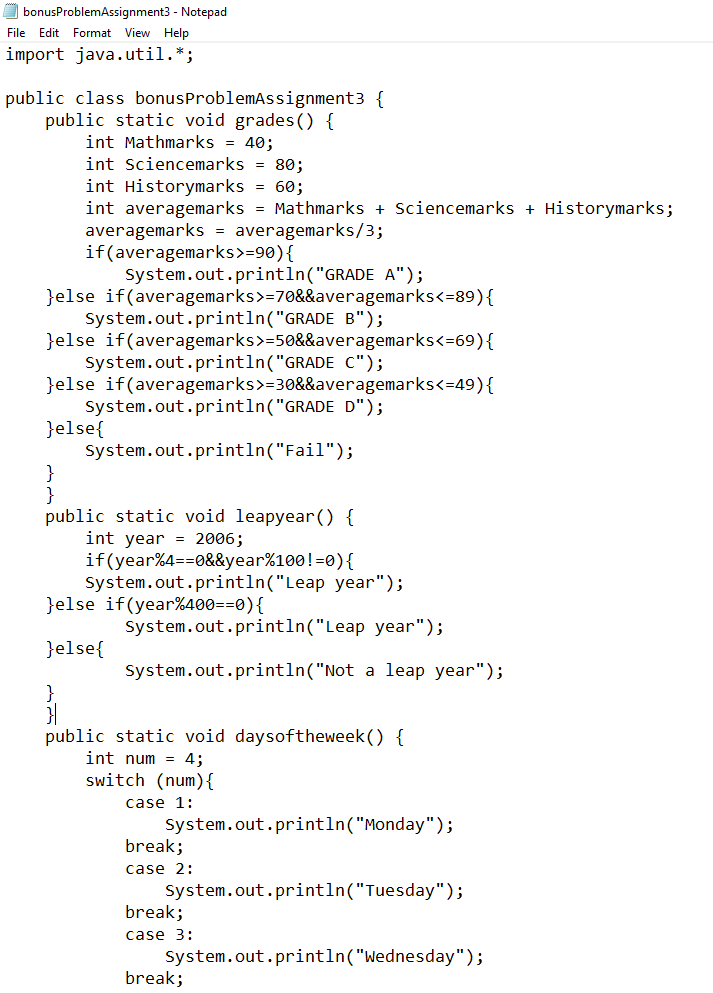 bonusProblemAssignment3 - Notepad
File Edit Format View Help
import java.util.*;

public class bonusProblemAssignment3 {
    public static void grades() {
        int Mathmarks = 40;
        int Sciencemarks = 80;
        int Historymarks = 60;
        int averagemarks = Mathmarks + Sciencemarks + Historymarks;
        averagemarks = averagemarks/3;
        if(averagemarks>=90){
            System.out.println("GRADE A");
    }else if(averagemarks>=70&&averagemarks<=89){
        System.out.println("GRADE B");
    }else if(averagemarks>=50&&averagemarks<=69){
        System.out.println("GRADE C");
    }else if(averagemarks>=30&&averagemarks<=49){
        System.out.println("GRADE D");
    }else{
        System.out.println("Fail");
    }
    }
    public static void leapyear() {
        int year = 2006;
        if(year%4==0&&year%100!=0){
        System.out.println("Leap year");
    }else if(year%400==0){
            System.out.println("Leap year");
    }else{
            System.out.println("Not a leap year");
    }
    }
    public static void daysoftheweek() {
        int num = 4;
        switch (num){
            case 1:
                System.out.println("Monday");
            break;
            case 2:
                System.out.println("Tuesday");
            break;
            case 3:
                System.out.println("Wednesday");
            break;